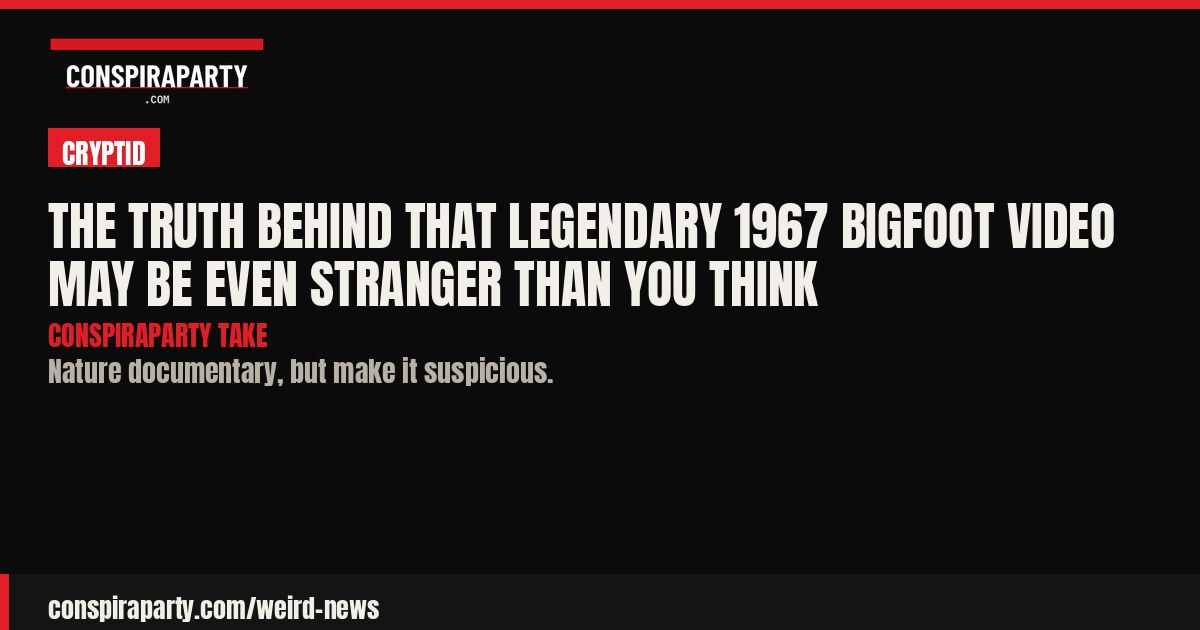 CONSPIRAPARTY
.COM
CRYPTID
THE TRUTH BEHIND THAT LEGENDARY 1967 BIGFOOT VIDEO
MAY BE EVEN STRANGER THAN YOU THINK
CONSPIRAPARTY TAKE
Nature documentary, but make it suspicious.
conspiraparty.com/weird-news